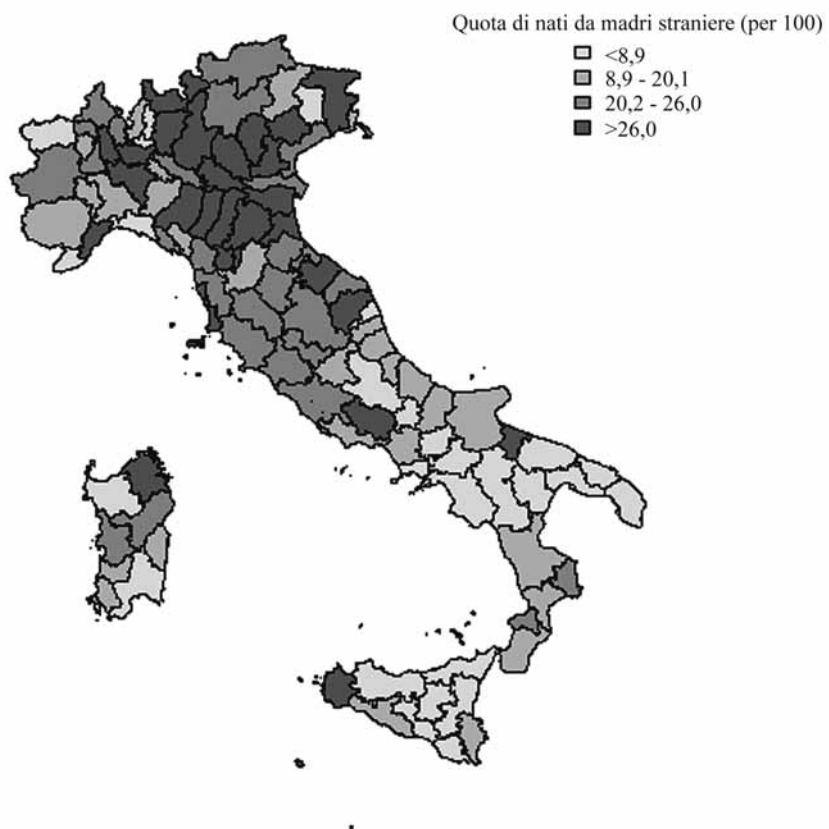 Quota di nati da madri straniere (per 100)
<8,9
8,9 - 20,1
20,2 - 26,0
>26,0